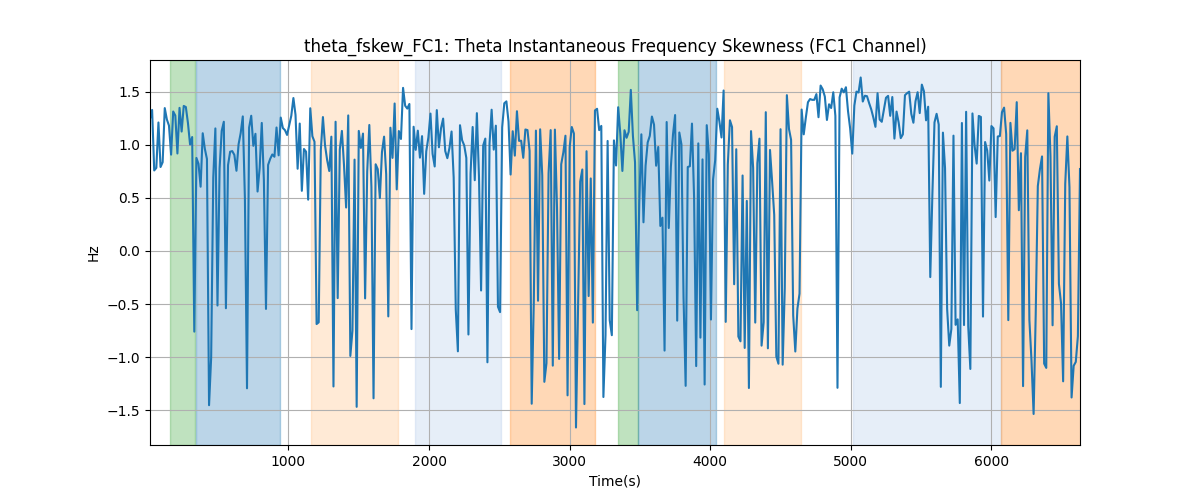 theta_fskew_FC1: Theta Instantaneous Frequency Skewness (FC1 Channel)
1.5
1.0
0.5
0.0
−0.5
−1.0
−1.5
Hz
1000 2000 3000 4000 5000 6000
Time(s)